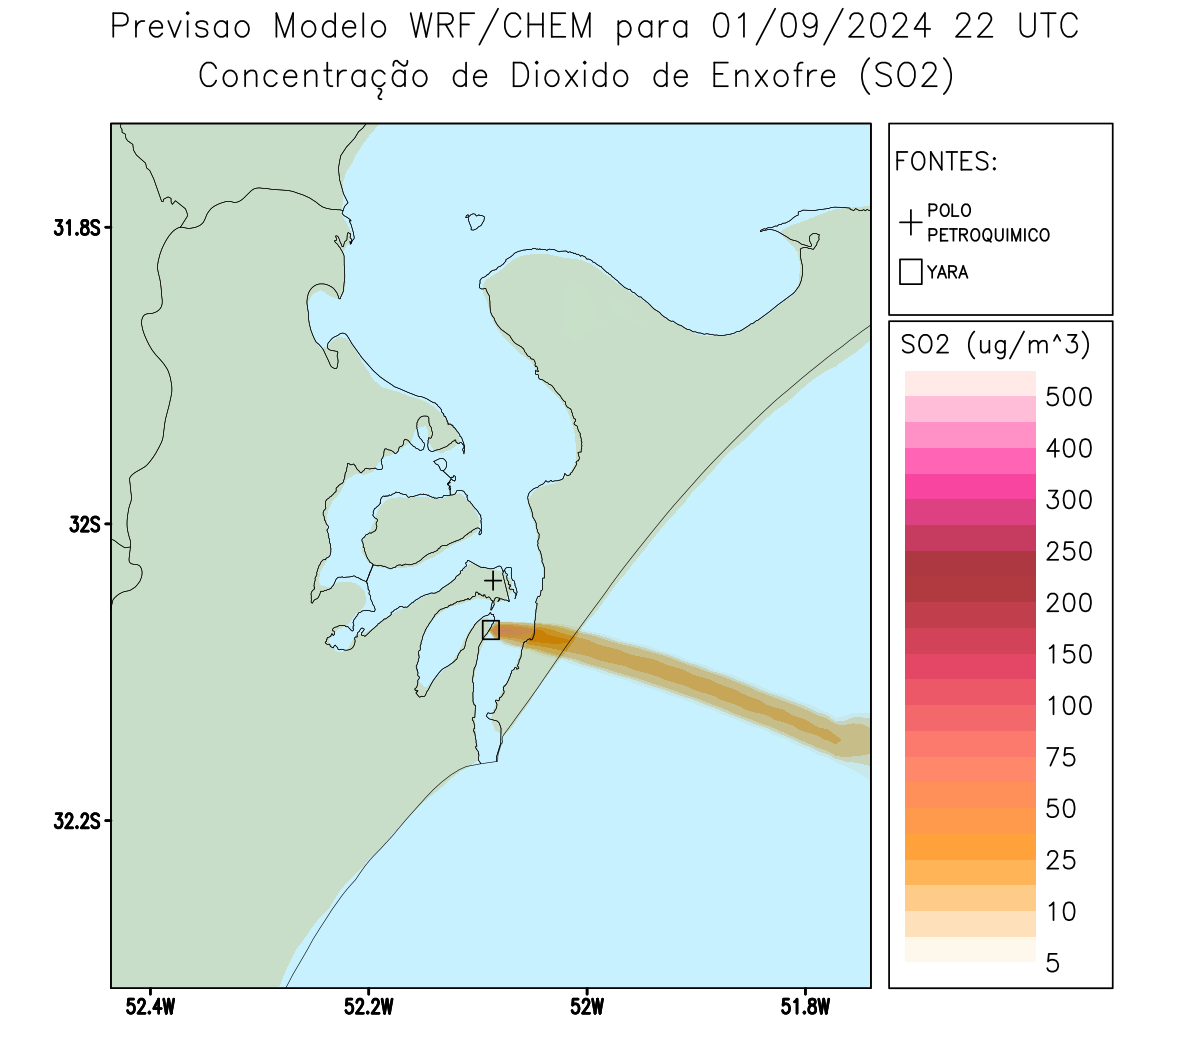 Previsao Modelo WRF/CHEM para 01/09/2024 22 UTC
Concentração de Dioxido de Enxofre (SO2)
FONTES:
POLO
PETROQUIMICO
YARA
SO2 (ug/m^3)
500
400
300
250
200
150
100
75
50
25
10
5
31.8S
32S
32.2S
52.4W
52.2W
52W
51.8W